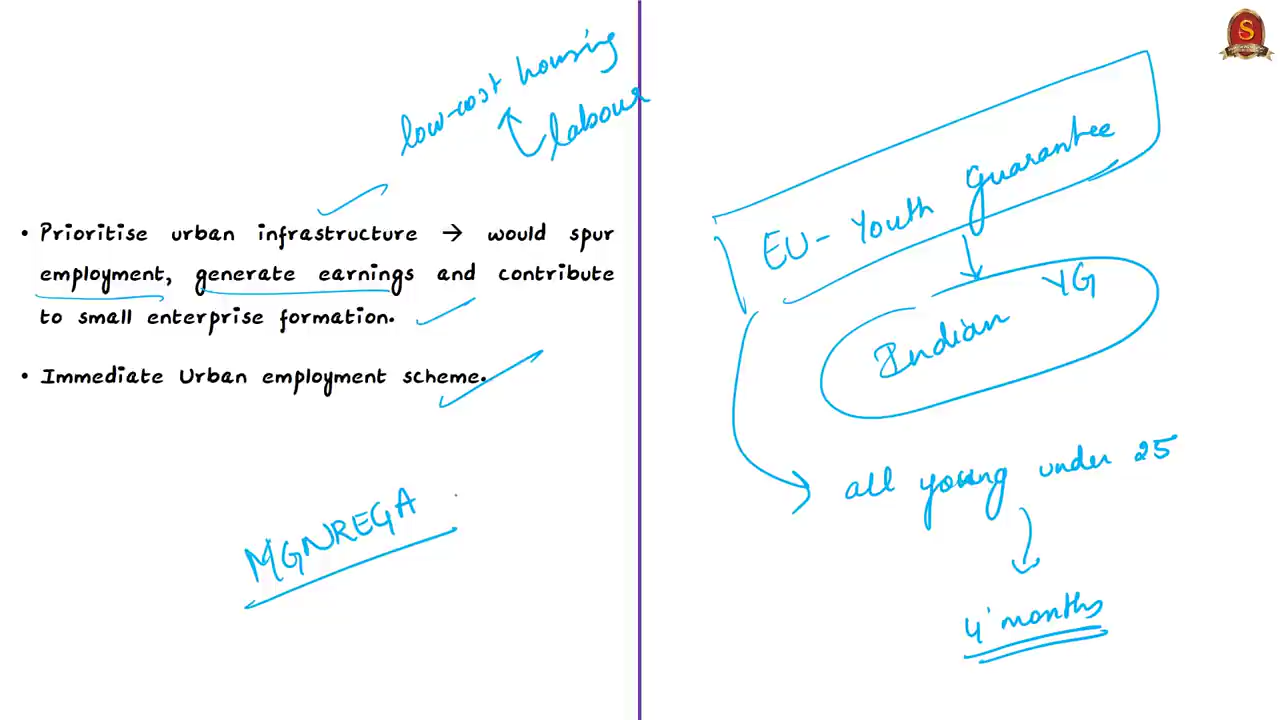 low-cost housing
labour
• Prioritise urban infrastructure → would spur
employment, generate earnings and contribute
to small enterprise formation.
• Immediate Urban employment scheme.
MGNREGA
S
EU- Youth Guarantee
YG
Indian
all young under 25
4 months